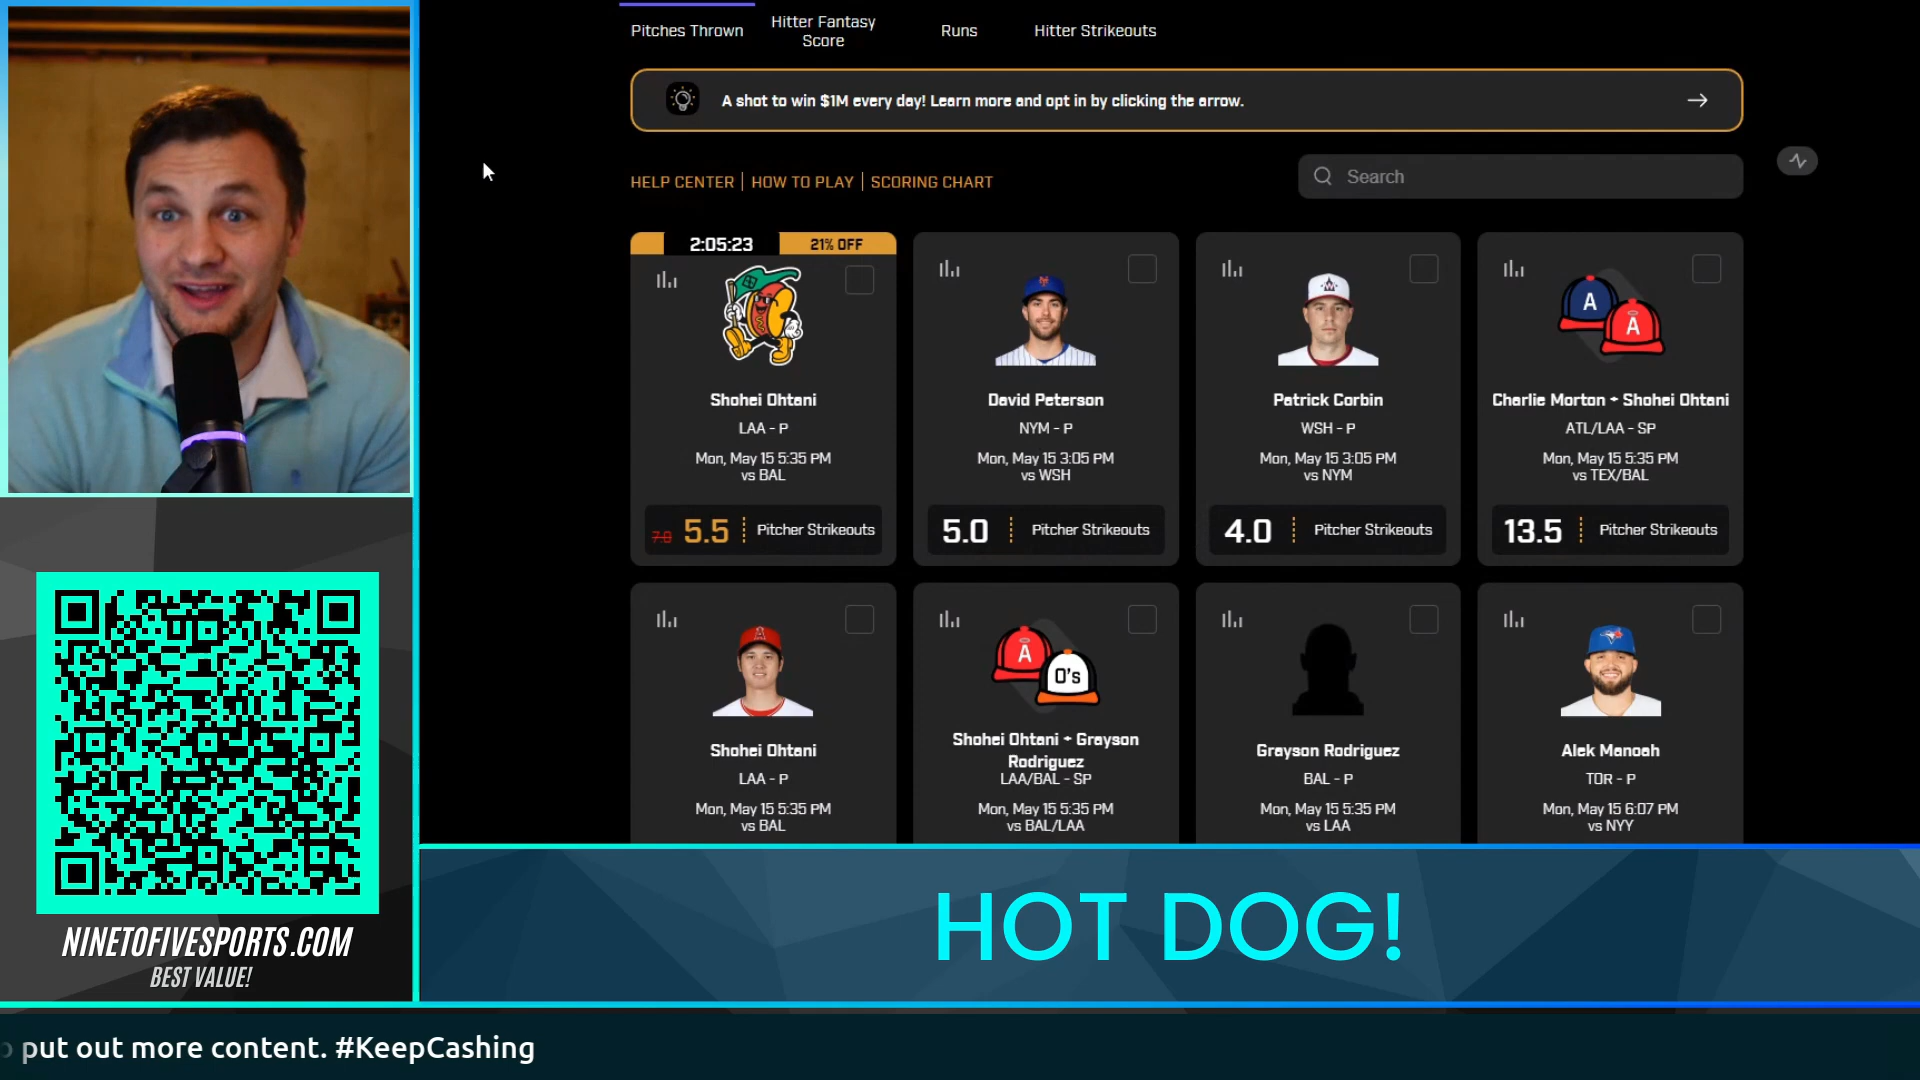 Pitches Thrown
Hitter Fantasy
Score
Runs
Hitter Strikeouts
A shot to win $1M every day! Learn more and opt in by clicking the arrow.
HELP CENTER | HOW TO PLAY | SCORING CHART
Search
2:05:23
21% OFF
Shohei Ohtani
LAA - P
Mon, May 15 5:35 PM
vs BAL
7.0 5.5 Pitcher Strikeouts
David Peterson
NYM - P
Mon, May 15 3:05 PM
vs WSH
5.0 Pitcher Strikeouts
W
Patrick Corbin
WSH - P
Mon, May 15 3:05 PM
vs NYM
4.0 Pitcher Strikeouts
A
A
Charlie Morton + Shohei Ohtani
ATL/LAA - SP
Mon, May 15 5:35 PM
vs TEX/BAL
13.5 Pitcher Strikeouts
A
Shohei Ohtani
LAA - P
Mon, May 15 5:35 PM
vs BAL
A
O's
Shohei Ohtani + Grayson
Rodriguez
LAA/BAL - SP
Mon, May 15 5:35 PM
vs BAL/LAA
Grayson Rodriguez
BAL - P
Mon, May 15 5:35 PM
vs LAA
Alek Manoah
TOR - P
Mon, May 15 6:07 PM
vs NYY
NINETOFIVESPORTS.COM
BEST VALUE!
HOT DOG!
put out more content. #KeepCashing